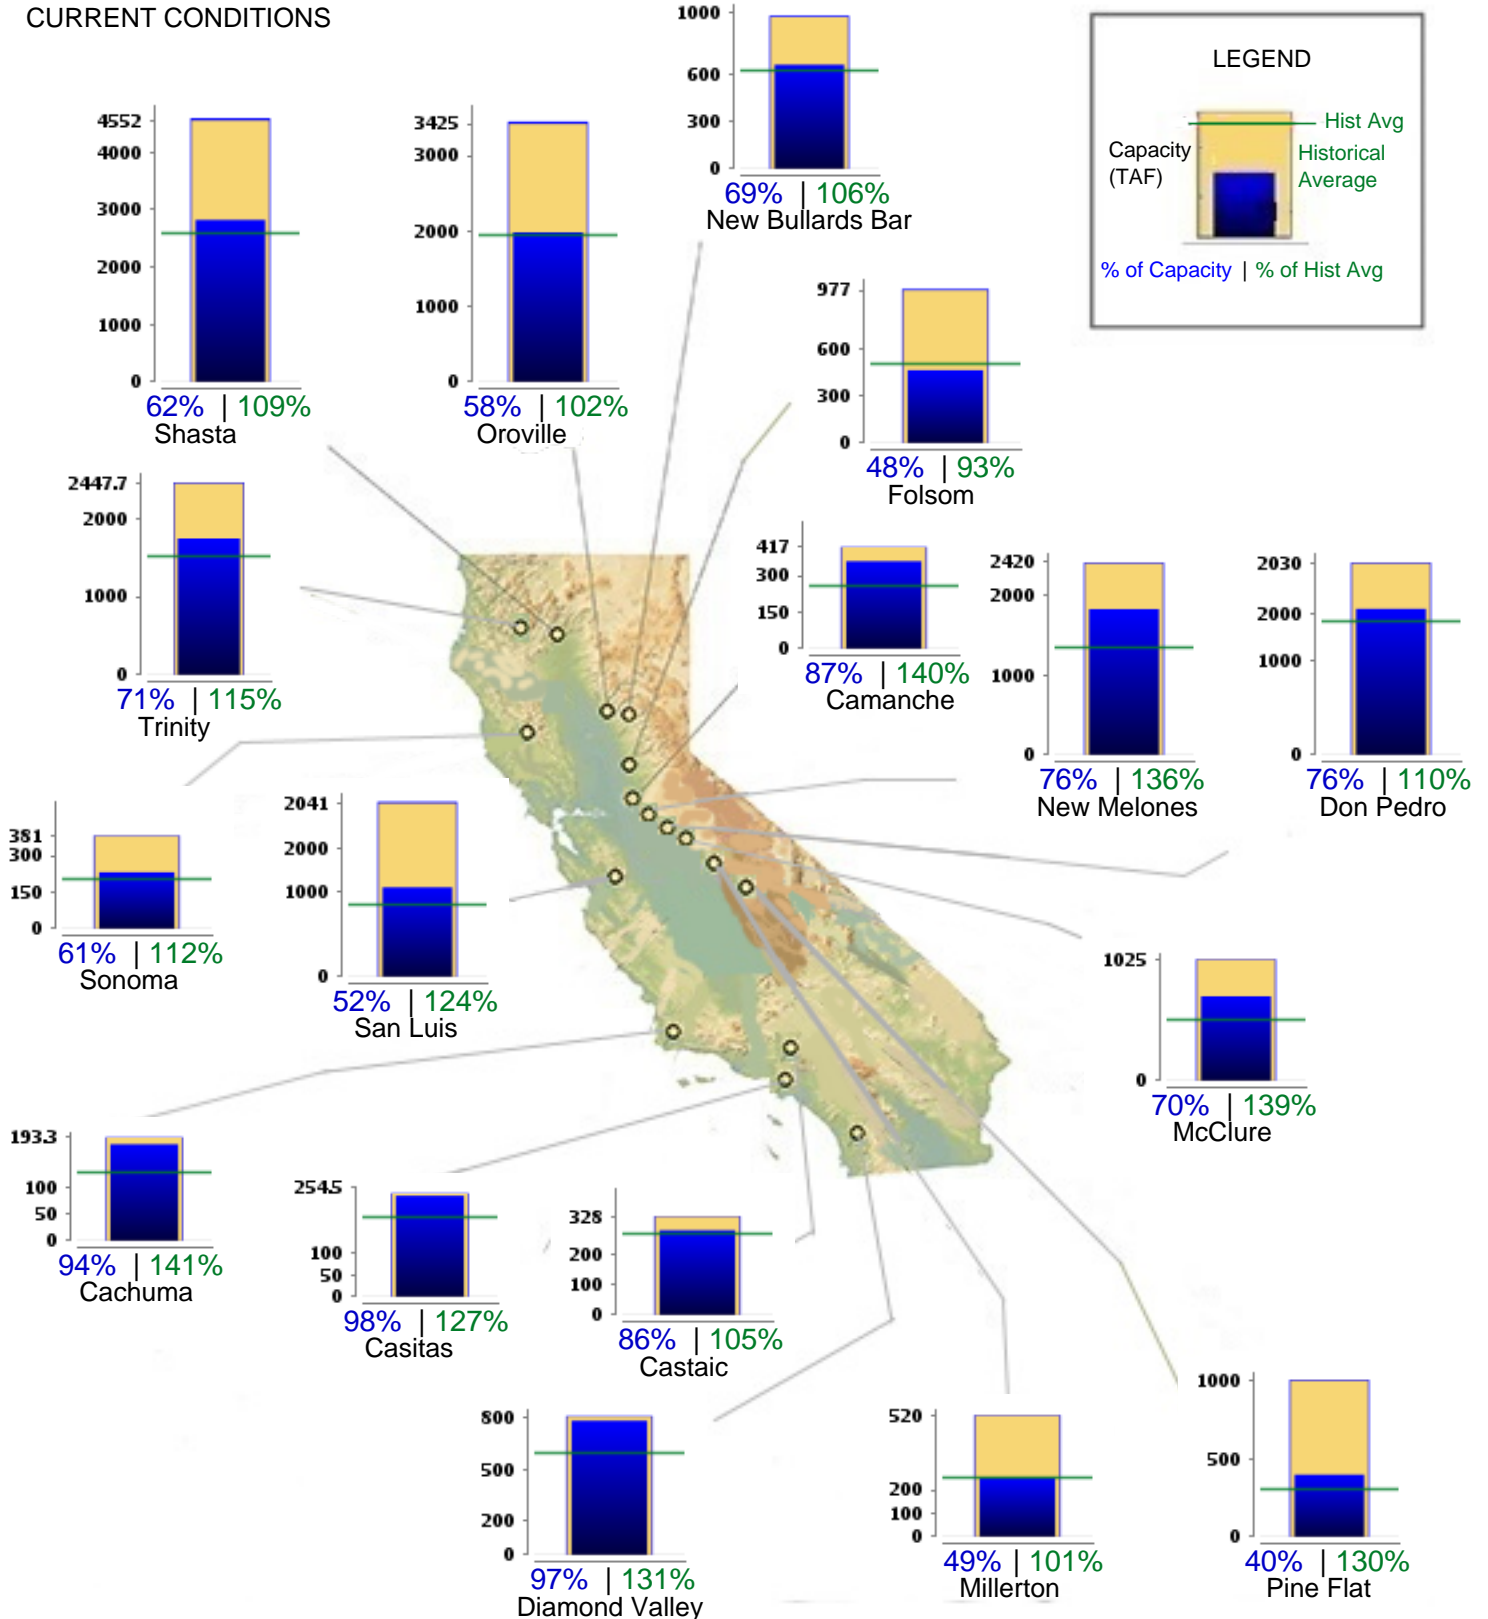 CURRENT CONDITIONS
1000
600
300
0
69% | 106%
New Bullards Bar
LEGEND
Hist Avg
Capacity
(TAF)
Historical
Average
% of Capacity | % of Hist Avg
4552
4000
3000
2000
1000
0
62% | 109%
Shasta
3425
3000
2000
1000
0
58% | 102%
Oroville
977
600
300
0
48% | 93%
Folsom
2447.7
2000
1000
0
71% | 115%
Trinity
417
300
150
0
87% | 140%
Camanche
2420
2000
1000
0
76% | 136%
New Melones
2030
2000
1000
0
76% | 110%
Don Pedro
381
300
150
0
61% | 112%
Sonoma
2041
2000
1000
0
52% | 124%
San Luis
1025
0
70% | 139%
McClure
193.3
100
50
0
94% | 141%
Cachuma
254.5
100
50
0
98% | 127%
Casitas
328
200
100
0
86% | 105%
Castaic
800
500
200
0
97% | 131%
Diamond Valley
520
200
100
0
49% | 101%
Millerton
1000
500
0
40% | 130%
Pine Flat